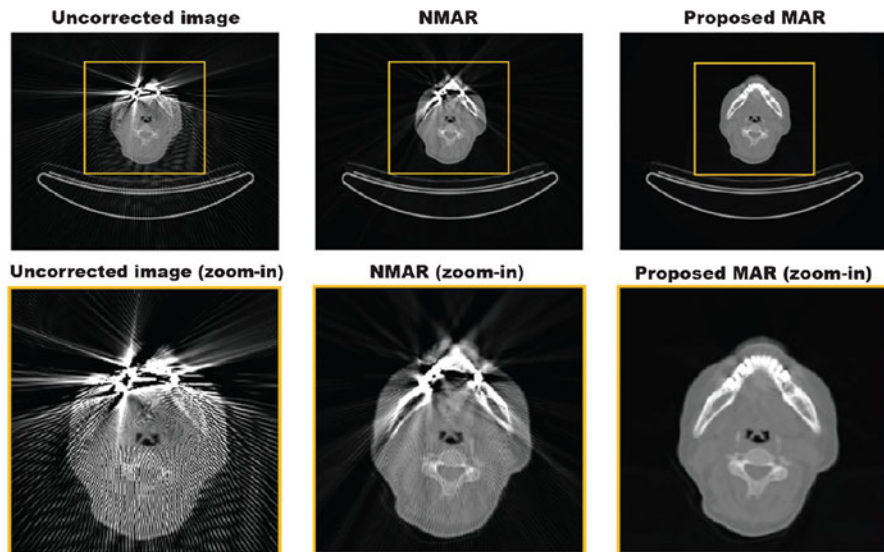 Uncorrected image
NMAR
Proposed MAR
Uncorrected image (zoom-in)
NMAR (zoom-in)
Proposed MAR (zoom-in)